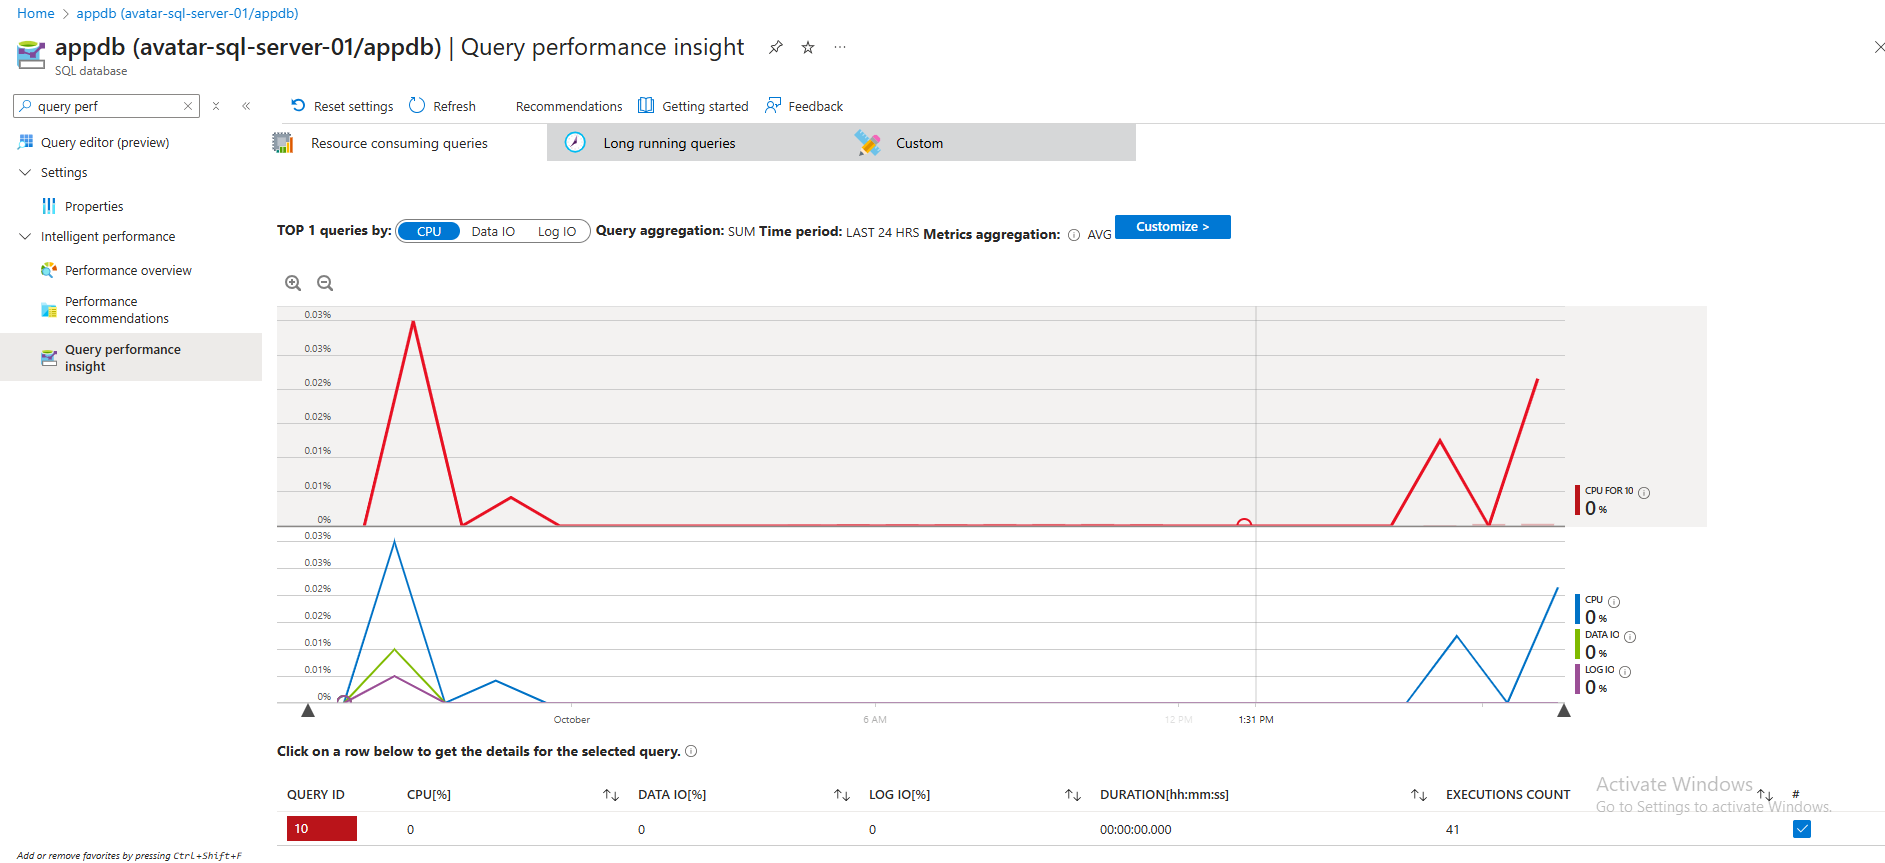 Home > appdb (avatar-sql-server-01/appdb)
appdb (avatar-sql-server-01/appdb) | Query performance insight
SQL database
query perf
Reset settings Refresh Recommendations Getting started Feedback
Query editor (preview)
Settings
Properties
Intelligent performance
Performance overview
Performance
recommendations
Query performance
insight
Resource consuming queries Long running queries Custom
TOP 1 queries by: CPU Data IO Log IO Query aggregation: SUM Time period: LAST 24 HRS Metrics aggregation: AVG Customize >
0.03%
0.03%
0.02%
0.02%
0.01%
0.01%
0%
CPU FOR 10
0 %
0.03%
0.03%
0.02%
0.02%
0.01%
0.01%
0%
CPU
0 %
DATA IO
0 %
LOG IO
0 %
October 6 AM 12 PM 1:31 PM
Click on a row below to get the details for the selected query.
QUERY ID CPU[%] DATA IO[%] LOG IO[%] DURATION[hh:mm:ss] EXECUTIONS COUNT #
10 0 0 0 00:00:00.000 41
Activate Windows
Go to Settings to activate Windows.
Add or remove favorites by pressing Ctrl+Shift+F